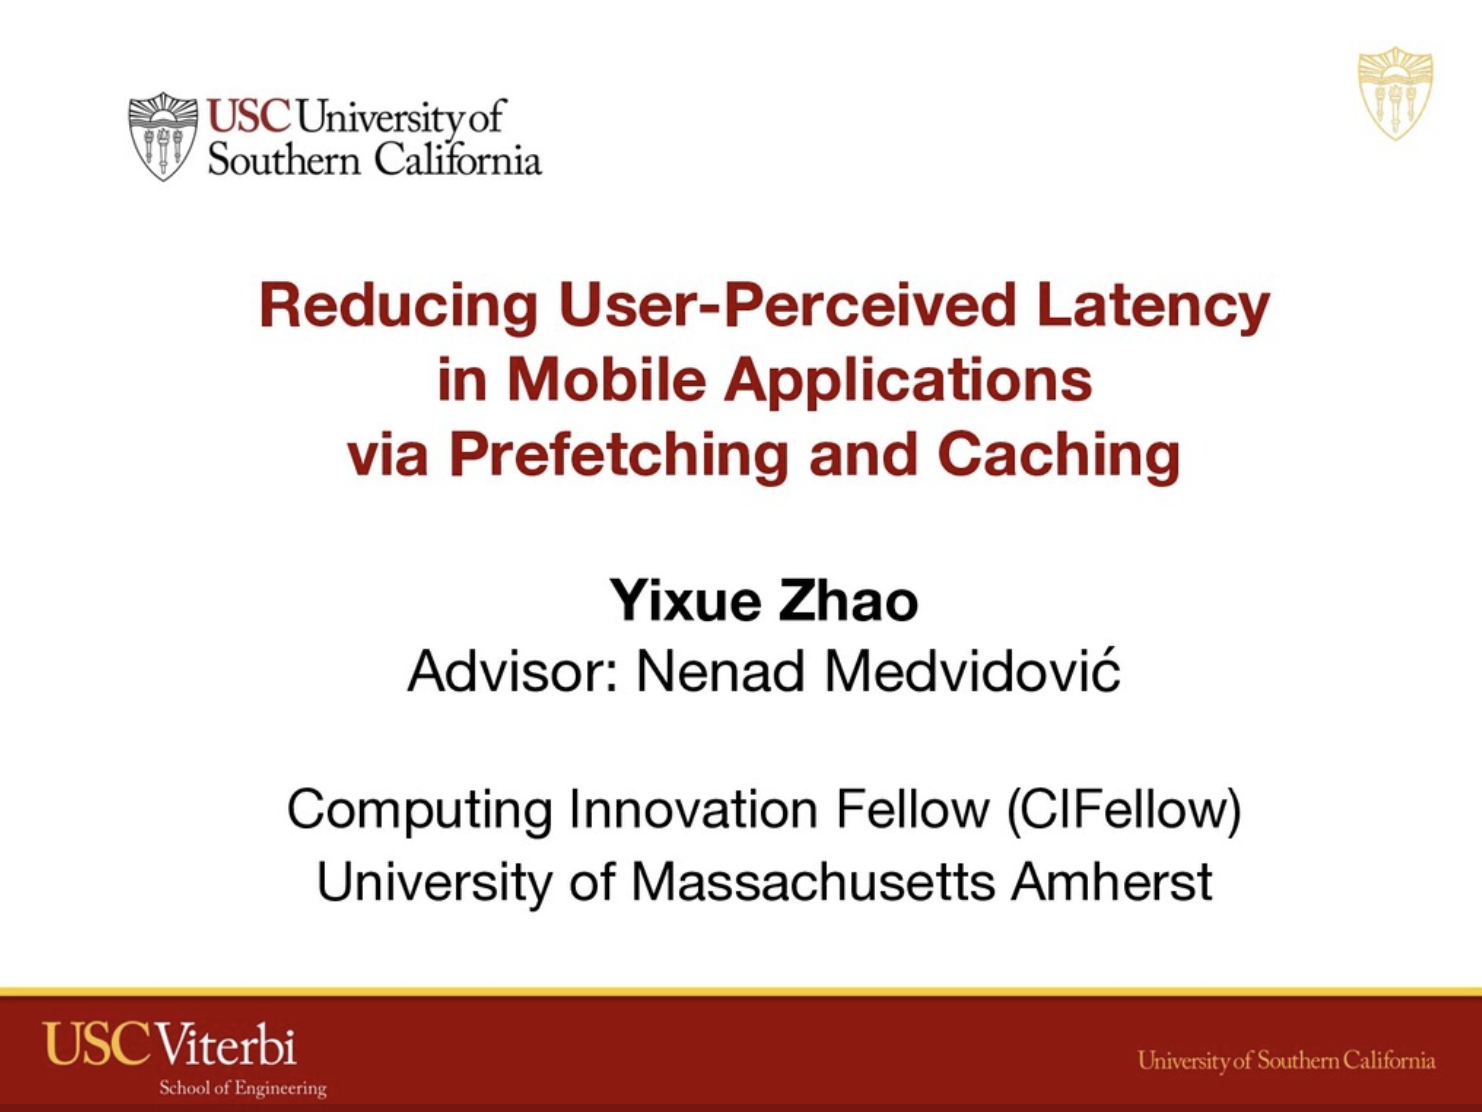 USC University of
Southern California
Reducing User-Perceived Latency
in Mobile Applications
via Prefetching and Caching
Yixue Zhao
Advisor: Nenad Medvidović
Computing Innovation Fellow (CIFellow)
University of Massachusetts Amherst
USC Viterbi
School of Engineering
University of Southern California